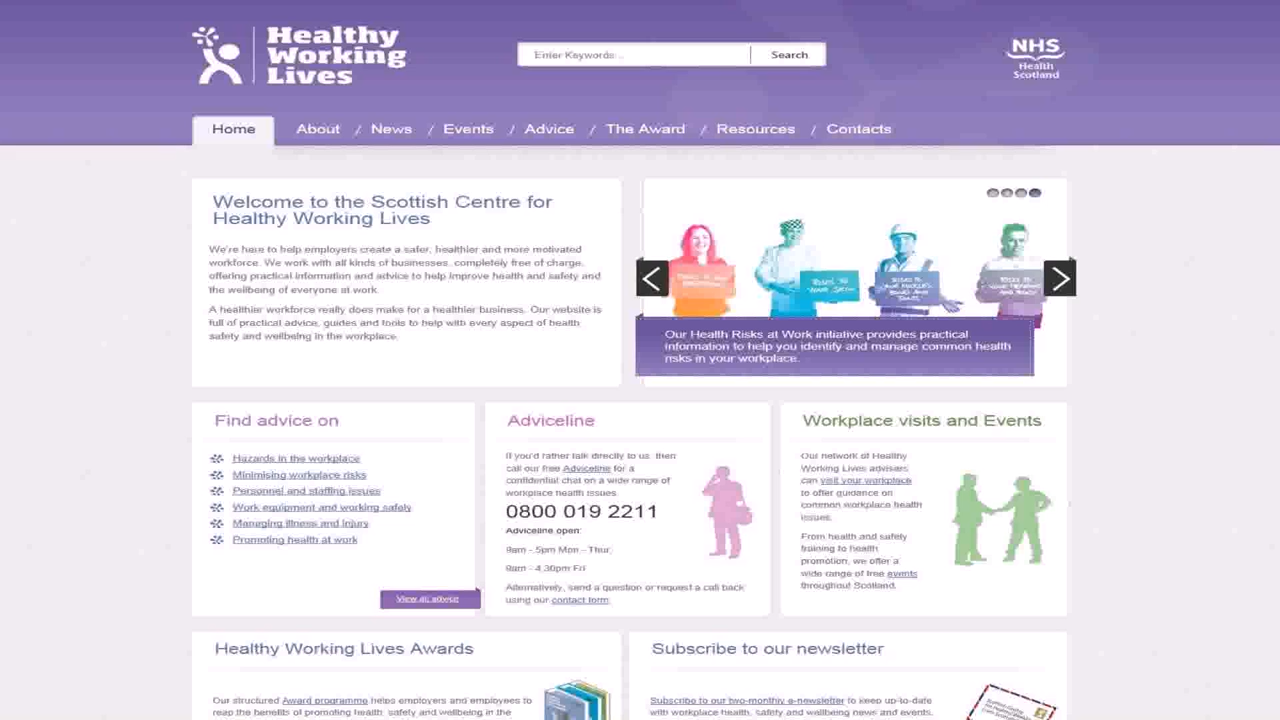 Healthy
Working
Lives
Enter Keywords...
Search
NHS
Health
Scotland
Home
About / News / Events / Advice / The Award / Resources / Contacts
Welcome to the Scottish Centre for
Healthy Working Lives
We're here to help employers create a safer, healthier and more motivated
workforce. We work with all kinds of businesses, completely free of charge,
offering practical information and advice to help improve health and safety and
the wellbeing of everyone at work.
A healthier workforce really does make for a healthier business. Our website is
full of practical advice, guides and tools to help with every aspect of health,
safety and wellbeing in the workplace.
RISKS TO
YOUR SKIN
Our Health Risks at Work initiative provides practical
information to help you identify and manage common health
risks in your workplace.
Find advice on
Hazards in the workplace
Minimising workplace risks
Personnel and staffing issues
Work equipment and working safely
Managing illness and injury
Promoting health at work
View all advice
Adviceline
If you'd rather talk directly to us, then
call our free Adviceline for a
confidential chat on a wide range of
workplace health issues.
0800 019 2211
Adviceline open:
9am - 5pm Mon - Thur,
9am - 4.30pm Fri
Alternatively, send a question or request a call back
using our contact form.
Workplace visits and Events
Our network of Healthy
Working Lives advisers
can visit your workplace
to offer guidance on
common workplace health
issues.
From health and safety
training to health
promotion, we offer a
wide range of free events
throughout Scotland.
Healthy Working Lives Awards
Our structured Award programme helps employers and employees to
reap the benefits of promoting health, safety and wellbeing in the
Subscribe to our newsletter
Subscribe to our two-monthly e-newsletter to keep up-to-date
with workplace health, safety and wellbeing news and events.